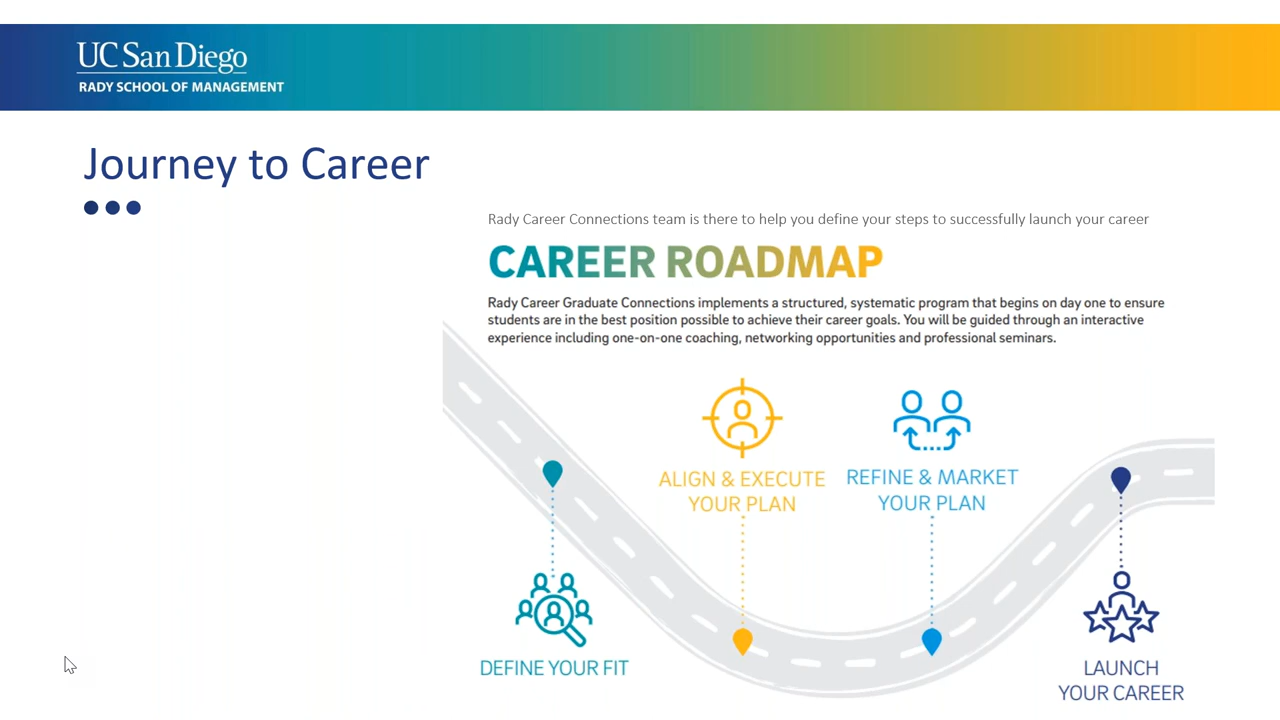 UC San Diego
RADY SCHOOL OF MANAGEMENT
Journey to Career
Rady Career Connections team is there to help you define your steps to successfully launch your career
CAREER ROADMAP
Rady Career Graduate Connections implements a structured, systematic program that begins on day one to ensure
students are in the best position possible to achieve their career goals. You will be guided through an interactive
experience including one-on-one coaching, networking opportunities and professional seminars.
ALIGN & EXECUTE
YOUR PLAN
REFINE & MARKET
YOUR PLAN
DEFINE YOUR FIT
LAUNCH
YOUR CAREER